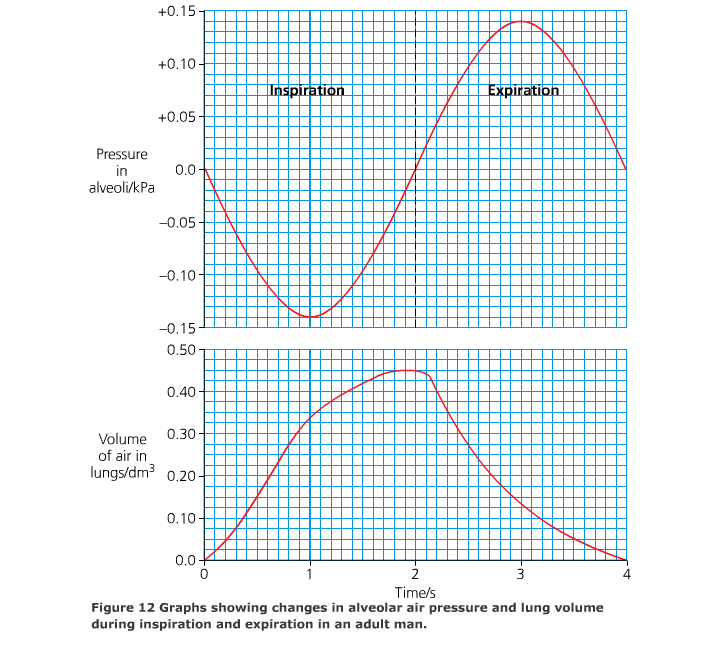 +0.15
+0.10
Inspiration Expiration
+0.05
Pressure
in
alveoli/kPa
0.0
–0.05
–0.10
–0.15
0.50
0.40
0.30
Volume
of air in
lungs/dm³
0.20
0.10
0.0
0 1 2 3 4
Time/s
Figure 12 Graphs showing changes in alveolar air pressure and lung volume
during inspiration and expiration in an adult man.